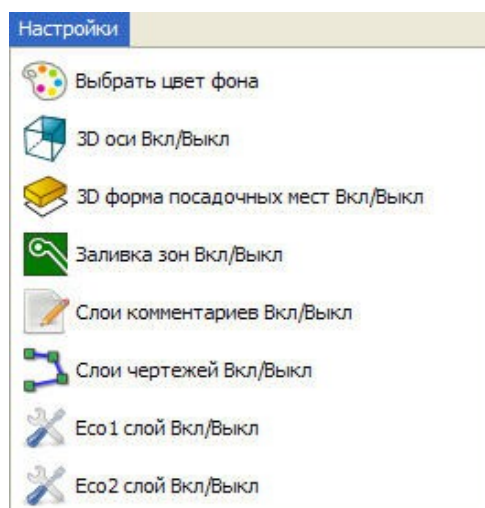 Настройки
Выбрать цвет фона
3D оси Вкл/Выкл
3D форма посадочных мест Вкл/Выкл
Заливка зон Вкл/Выкл
Слои комментариев Вкл/Выкл
Слои чертежей Вкл/Выкл
Eco1 слой Вкл/Выкл
Eco2 слой Вкл/Выкл